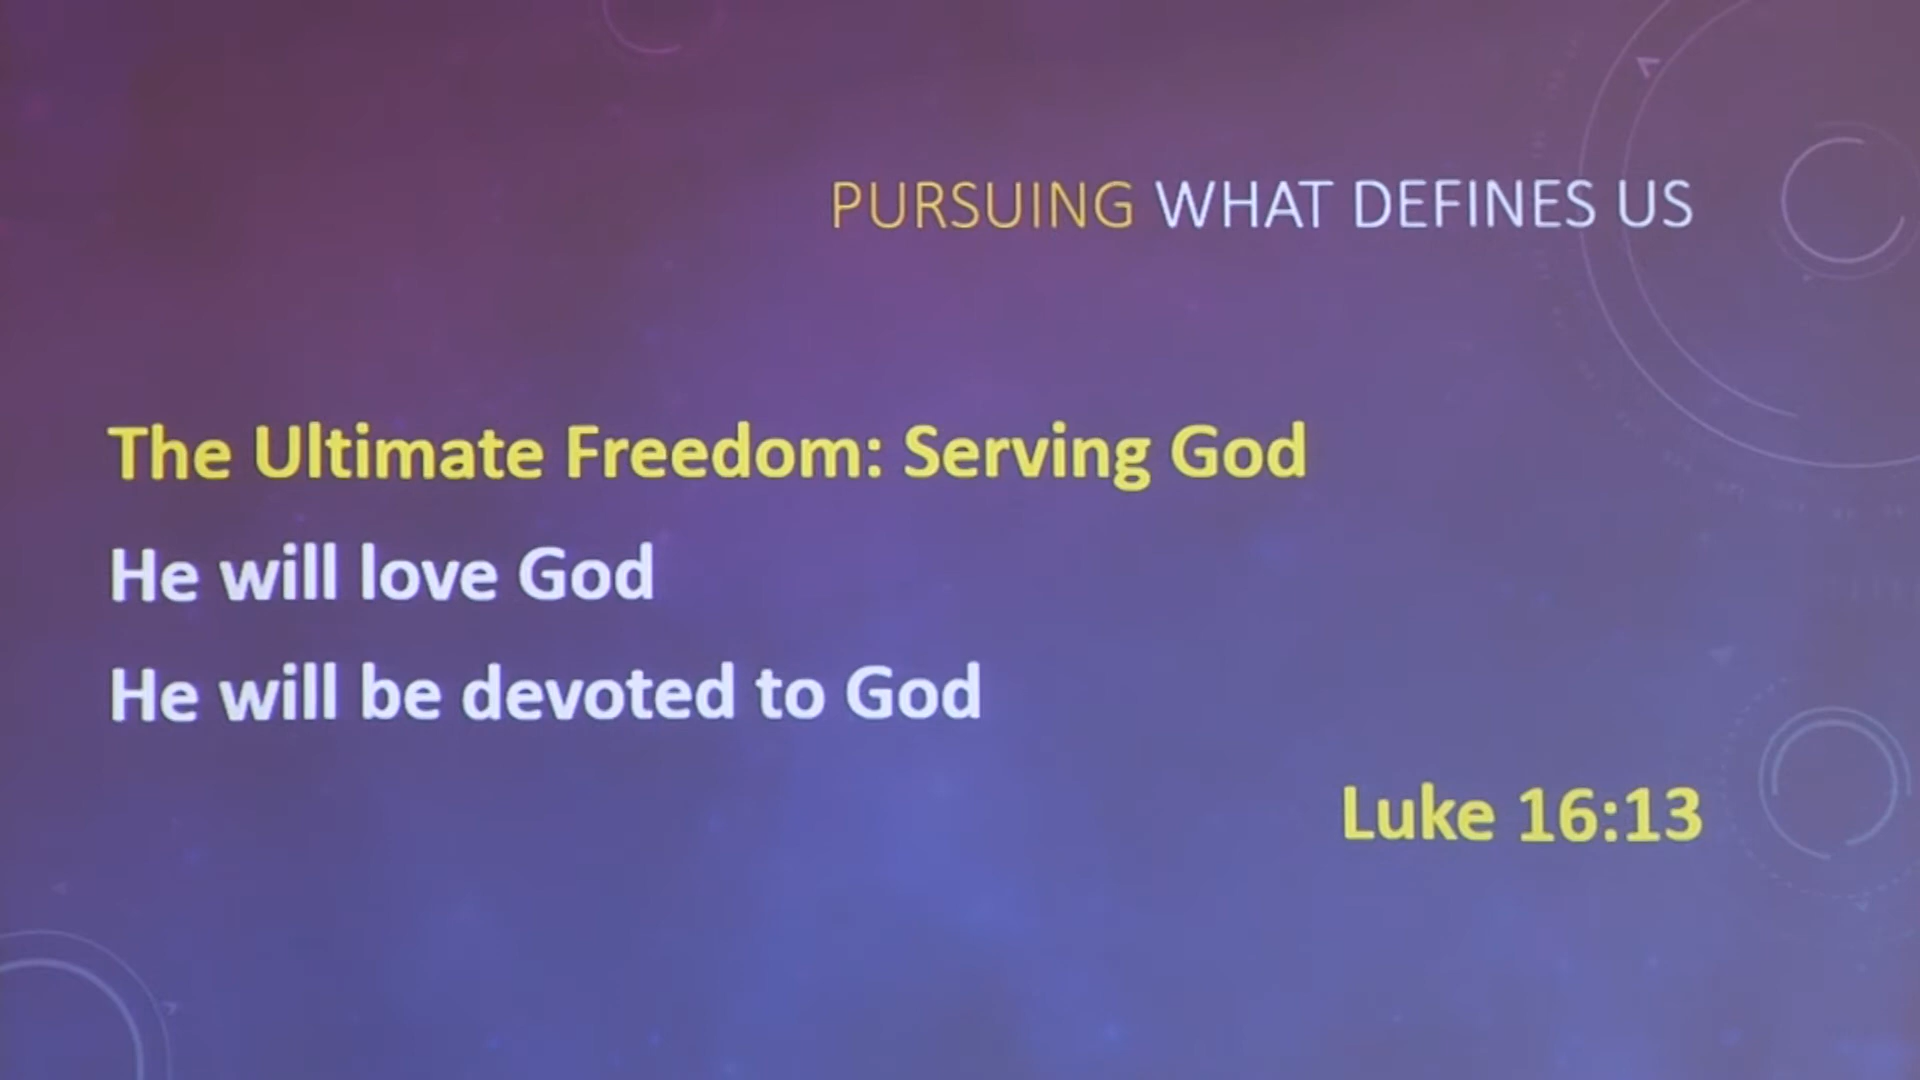 PURSUING WHAT DEFINES US
The Ultimate Freedom: Serving God
He will love God
He will be devoted to God
Luke 16:13